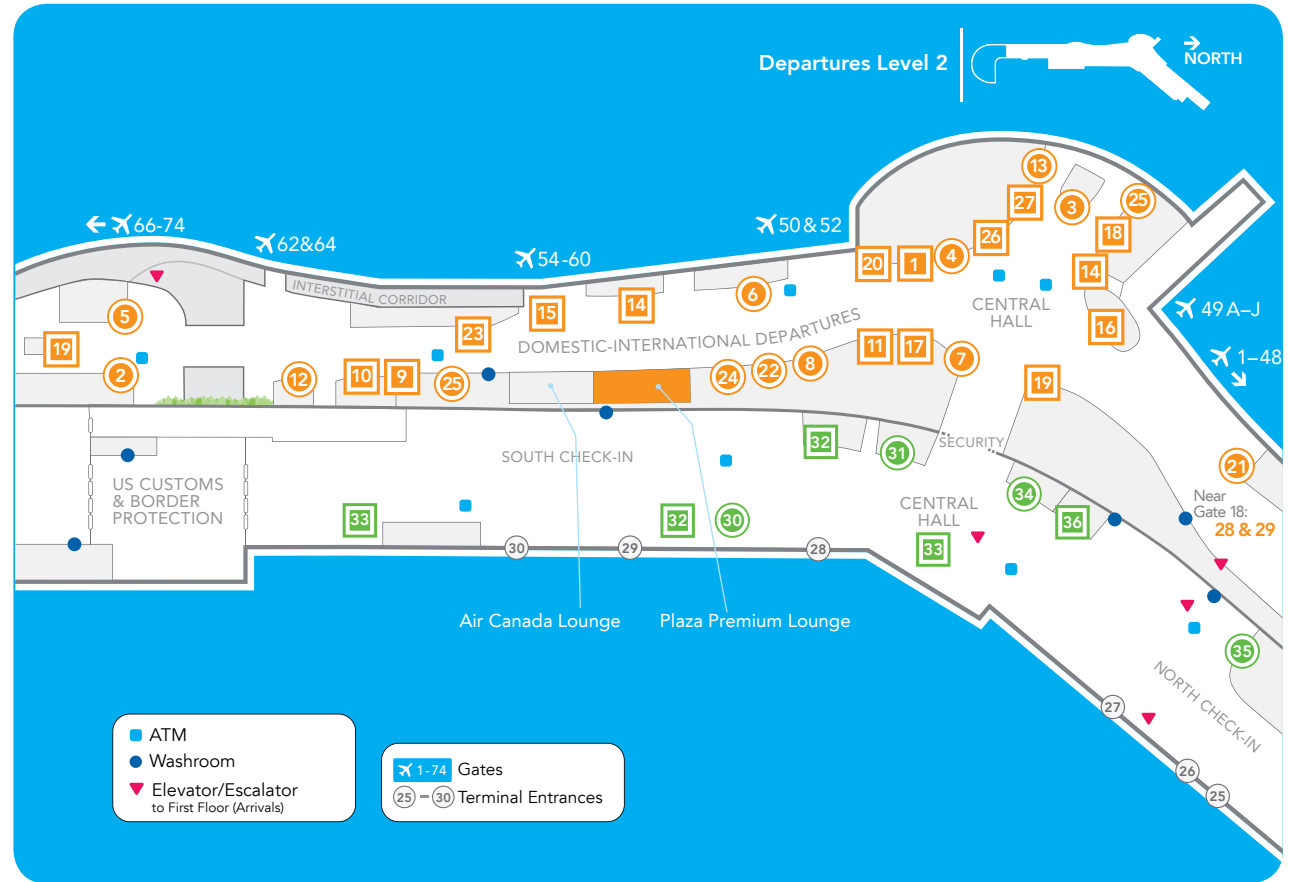 Departures Level 2
NORTH
66-74
62&64
54-60
50 & 52
49 A–J
1–48
13
27
3
25
26
18
20
1
4
14
16
CENTRAL
HALL
INTERSTITIAL CORRIDOR
5
15
14
6
23
19
DOMESTIC-INTERNATIONAL DEPARTURES
11
17
7
2
12
10
9
25
24
22
8
19
SECURITY
32
31
SOUTH CHECK-IN
21
US CUSTOMS
& BORDER
PROTECTION
34
36
Near
Gate 18:
28 & 29
CENTRAL
HALL
33
32
30
33
30
29
28
Air Canada Lounge
Plaza Premium Lounge
35
NORTH CHECK-IN
27
26
25
ATM
Washroom
Elevator/Escalator
to First Floor (Arrivals)
1-74 Gates
25 – 30 Terminal Entrances